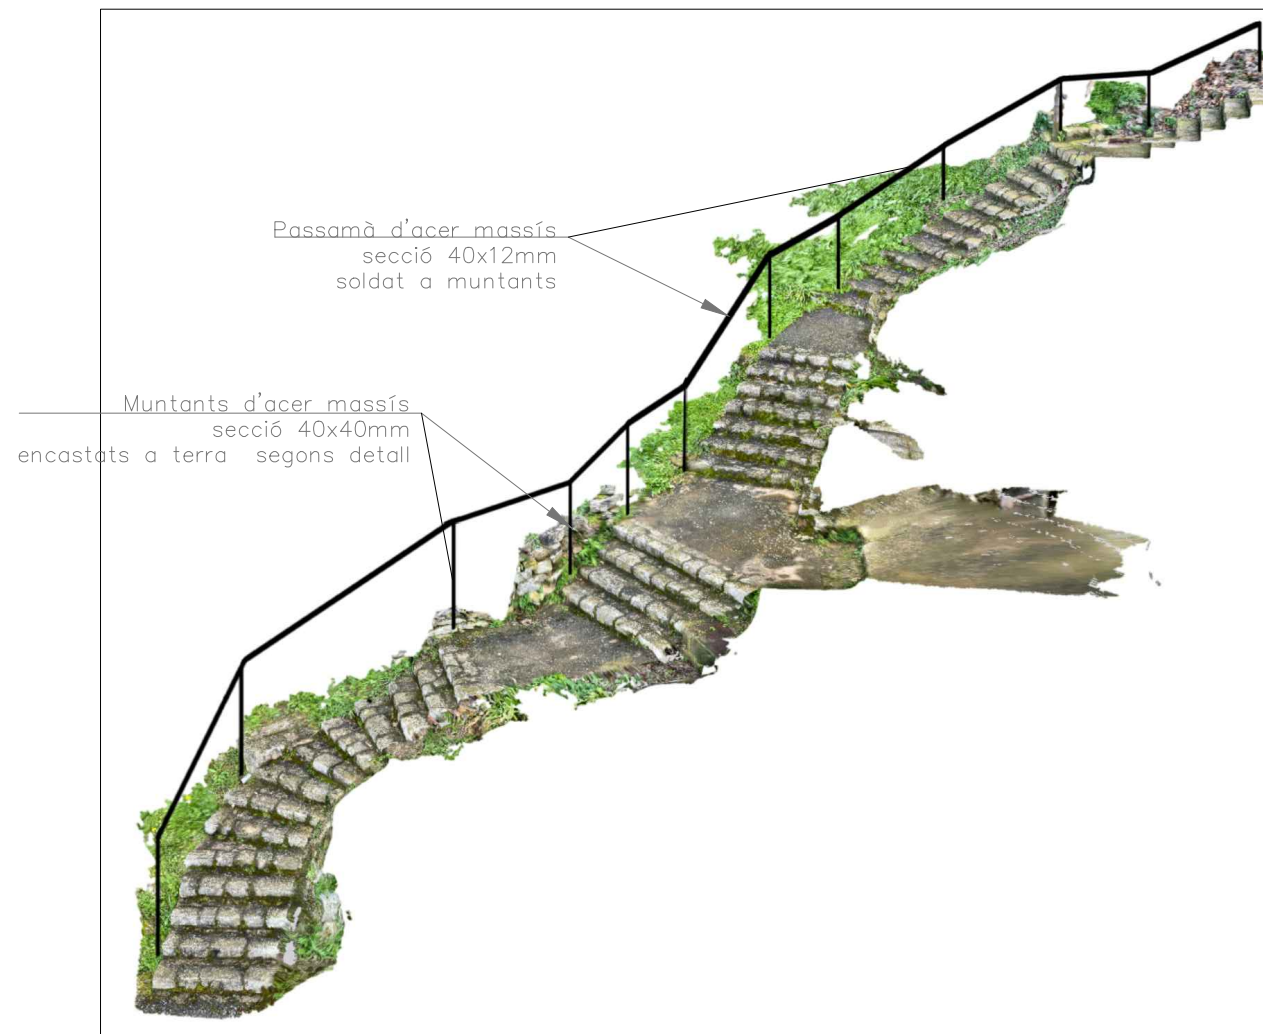 Passamà d'acer massís
secció 40x12mm
soldat a muntants
Muntants d'acer massís
secció 40x40mm
encastats a terra segons detall